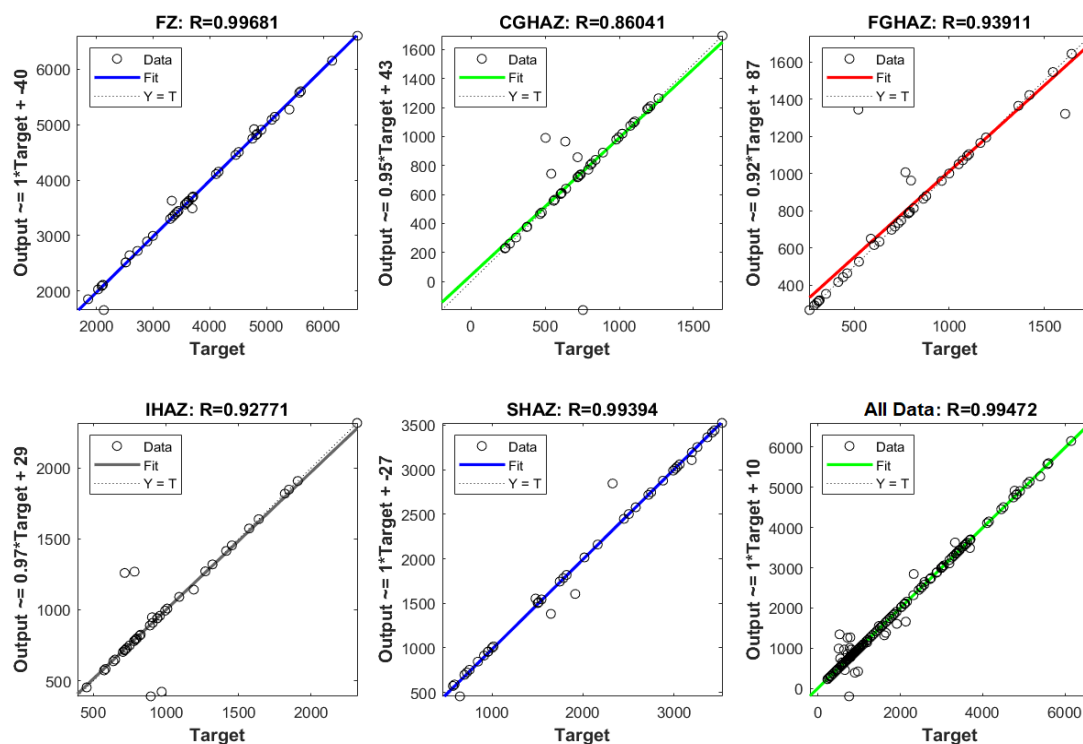 FZ: R=0.99681
Output ~= 1*Target + -40
6000
5000
4000
3000
2000
Data
Fit
Y = T
2000 3000 4000 5000 6000
Target
CGHAZ: R=0.86041
Output ~= 0.95*Target + 43
1600
1400
1200
1000
800
600
400
200
0
Data
Fit
Y = T
0 500 1000 1500
Target
FGHAZ: R=0.93911
Output ~= 0.92*Target + 87
1600
1400
1200
1000
800
600
400
Data
Fit
Y = T
500 1000 1500
Target
IHAZ: R=0.92771
Output ~= 0.97*Target + 29
2000
1500
1000
500
Data
Fit
Y = T
500 1000 1500 2000
Target
SHAZ: R=0.99394
Output ~= 1*Target + -27
3500
3000
2500
2000
1500
1000
500
Data
Fit
Y = T
1000 2000 3000
Target
All Data: R=0.99472
Output ~= 1*Target + 10
6000
5000
4000
3000
2000
1000
0
Data
Fit
Y = T
0 2000 4000 6000
Target